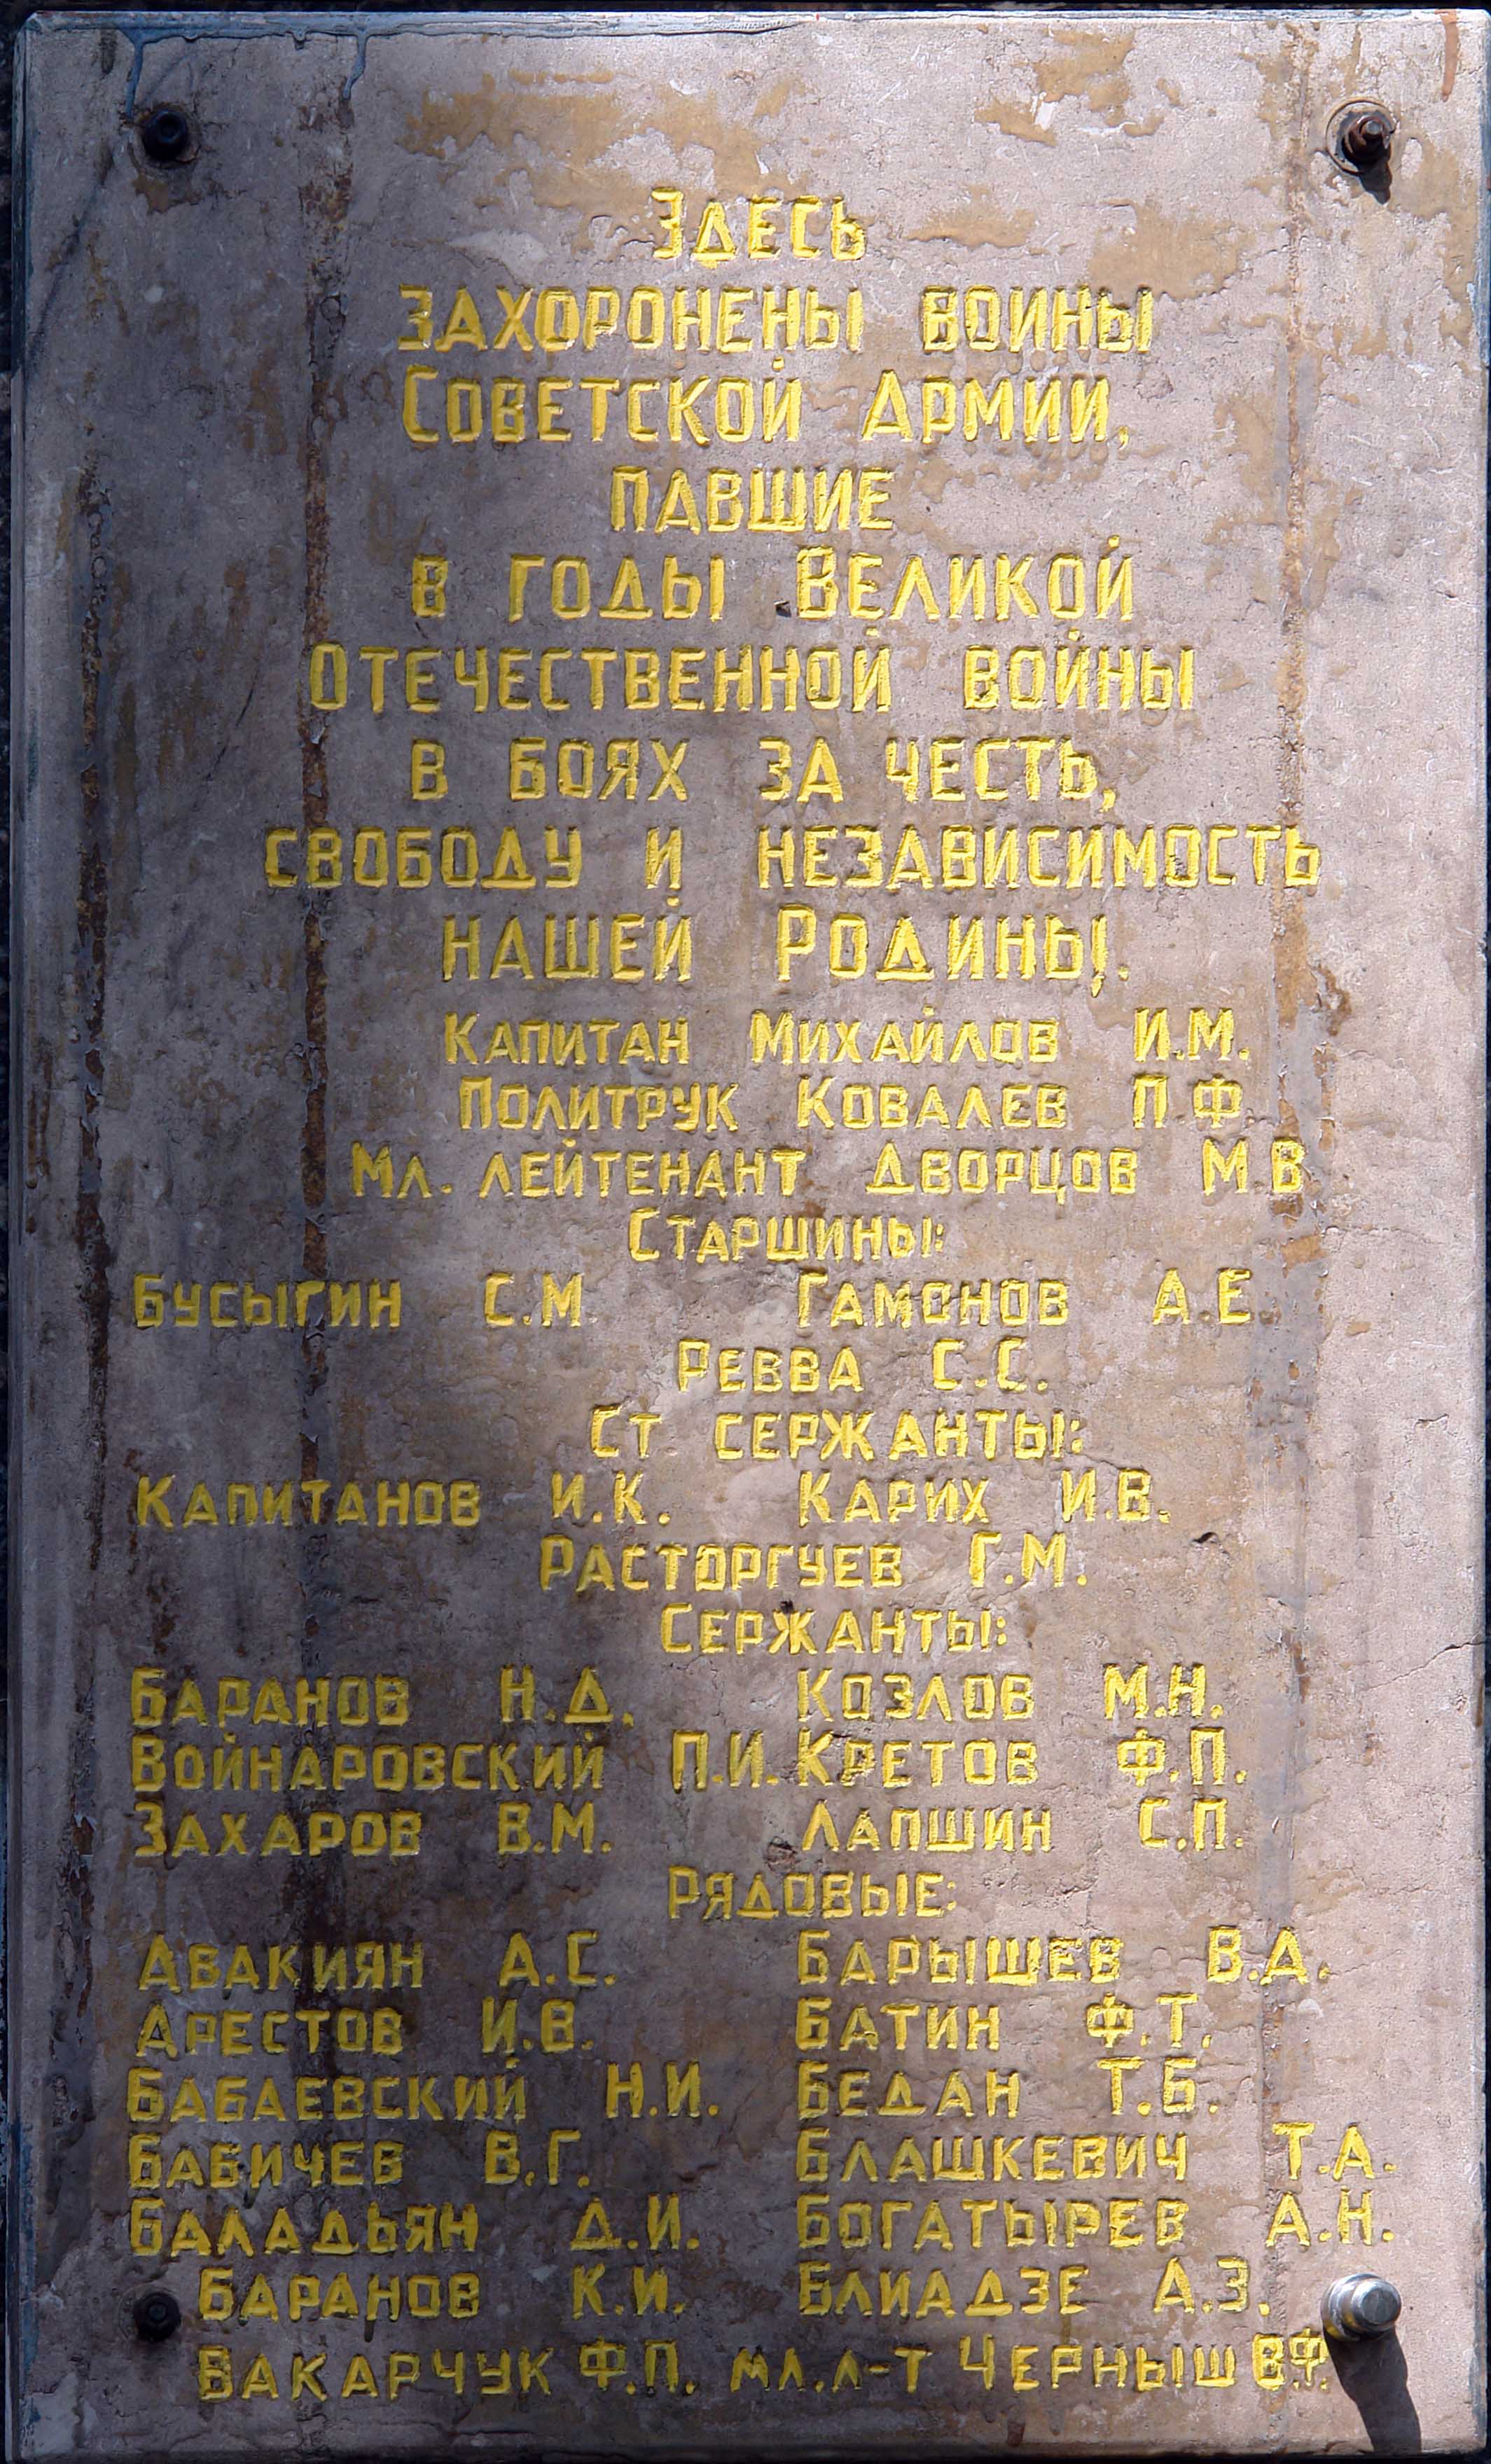 Здесь
захоронены воины
Советской Армии,
павшие
в годы Великой
Отечественной войны
в боях за честь,
свободу и независимость
нашей Родины.
Капитан Михайлов И.М.
Политрук Ковалев П.Ф.
Мл. лейтенант Дворцов М.В
Старшины:
Бусыгин С.М. Гамонов А.Е.
Ревва С.С.
Ст. сержанты:
Капитанов И.К. Карих И.В.
Расторгуев Г.М.
Сержанты:
Баранов Н.Д. Козлов М.Н.
Войнаровский П.И. Кретов Ф.П.
Захаров В.М. Лапшин С.П.
Рядовые:
Авакиян А.С. Барышев В.Д.
Арестов И.В. Батин Ф.Т.
Бабаевский Н.И. Бедан Т.Б.
Бабичев В.Г. Блашкевич Т.А.
Баладьян Д.И. Богатырев А.Н.
Баранов К.И. Блиадзе А.З.
Вакарчук Ф.П. мл.л-т Черныш В.Ф.